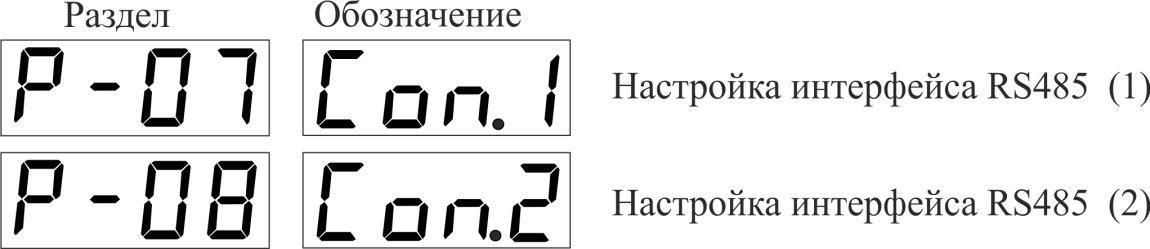 Раздел Обозначение
P-07 Con.1 Настройка интерфейса RS485 (1)
P-08 Con.2 Настройка интерфейса RS485 (2)